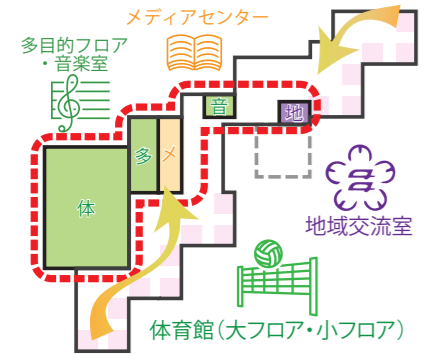 メディアセンター
多目的フロア
・音楽室
音
地
多
メ
体
地域交流室
体育館(大フロア・小フロア)